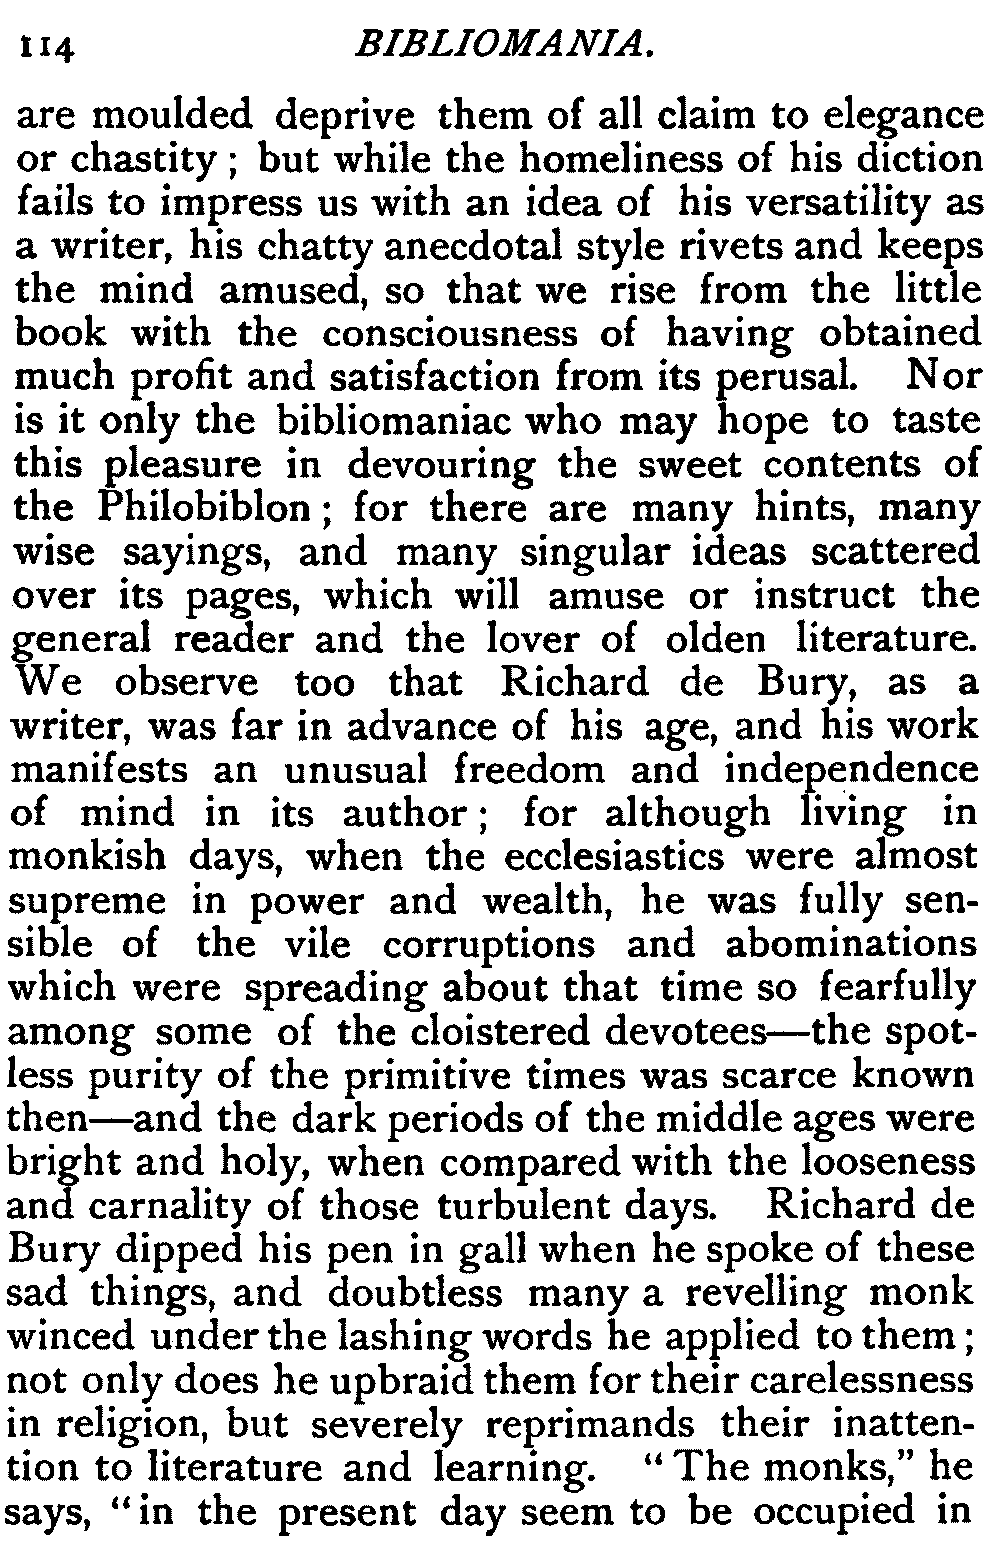 114 BIBLIOMANIA.
are moulded deprive them of all claim to elegance
or chastity ; but while the homeliness of his diction
fails to impress us with an idea of his versatility as
a writer, his chatty anecdotal style rivets and keeps
the mind amused, so that we rise from the little
book with the consciousness of having obtained
much profit and satisfaction from its perusal. Nor
is it only the bibliomaniac who may hope to taste
this pleasure in devouring the sweet contents of
the Philobiblon ; for there are many hints, many
wise sayings, and many singular ideas scattered
over its pages, which will amuse or instruct the
general reader and the lover of olden literature.
We observe too that Richard de Bury, as a
writer, was far in advance of his age, and his work
manifests an unusual freedom and independence
of mind in its author ; for although living in
monkish days, when the ecclesiastics were almost
supreme in power and wealth, he was fully sen-
sible of the vile corruptions and abominations
which were spreading about that time so fearfully
among some of the cloistered devotees—the spot-
less purity of the primitive times was scarce known
then—and the dark periods of the middle ages were
bright and holy, when compared with the looseness
and carnality of those turbulent days. Richard de
Bury dipped his pen in gall when he spoke of these
sad things, and doubtless many a revelling monk
winced under the lashing words he applied to them ;
not only does he upbraid them for their carelessness
in religion, but severely reprimands their inatten-
tion to literature and learning. “ The monks,” he
says, “ in the present day seem to be occupied in